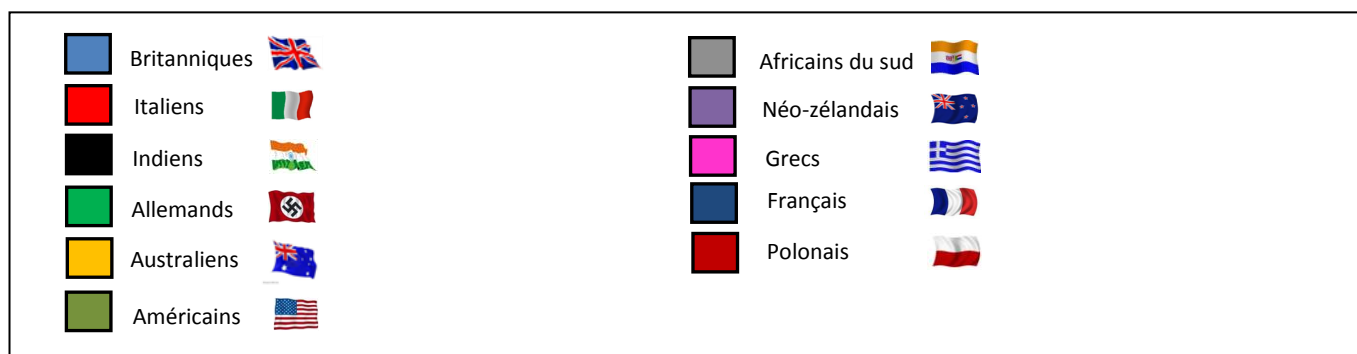 Britanniques
Italiens
Indiens
Allemands
Australiens
Américains
Africains du sud
Néo-zélandais
Grecs
Français
Polonais